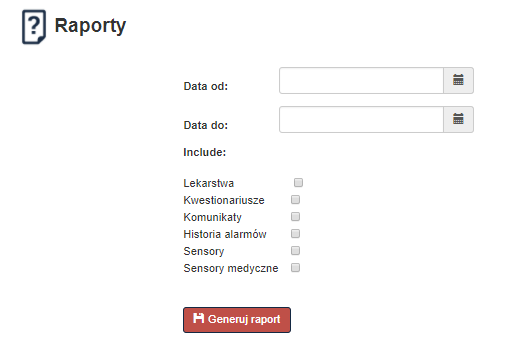 Raporty
Data od:
Data do:
Include:
Lekarstwa
Kwestionariusze
Komunikaty
Historia alarmów
Sensory
Sensory medyczne
Generuj raport